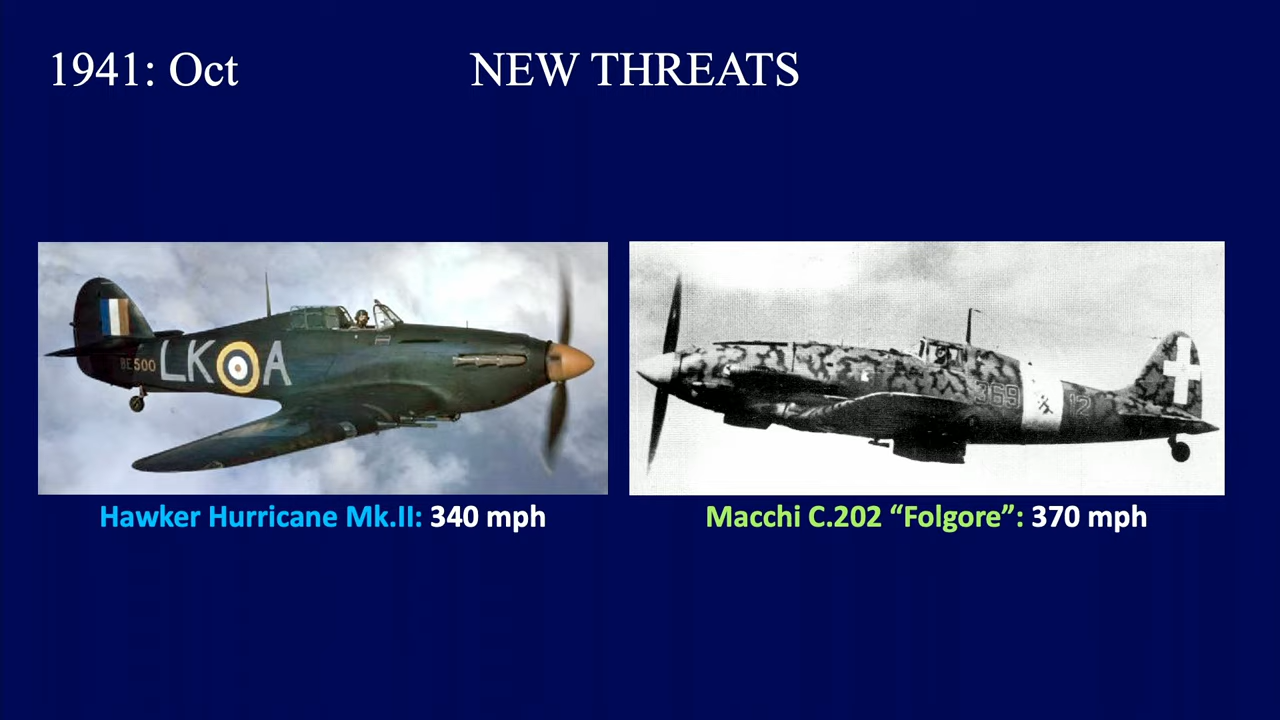 1941: Oct
NEW THREATS
BE500
LK A
369
12
Hawker Hurricane Mk.II: 340 mph
Macchi C.202 “Folgore”: 370 mph